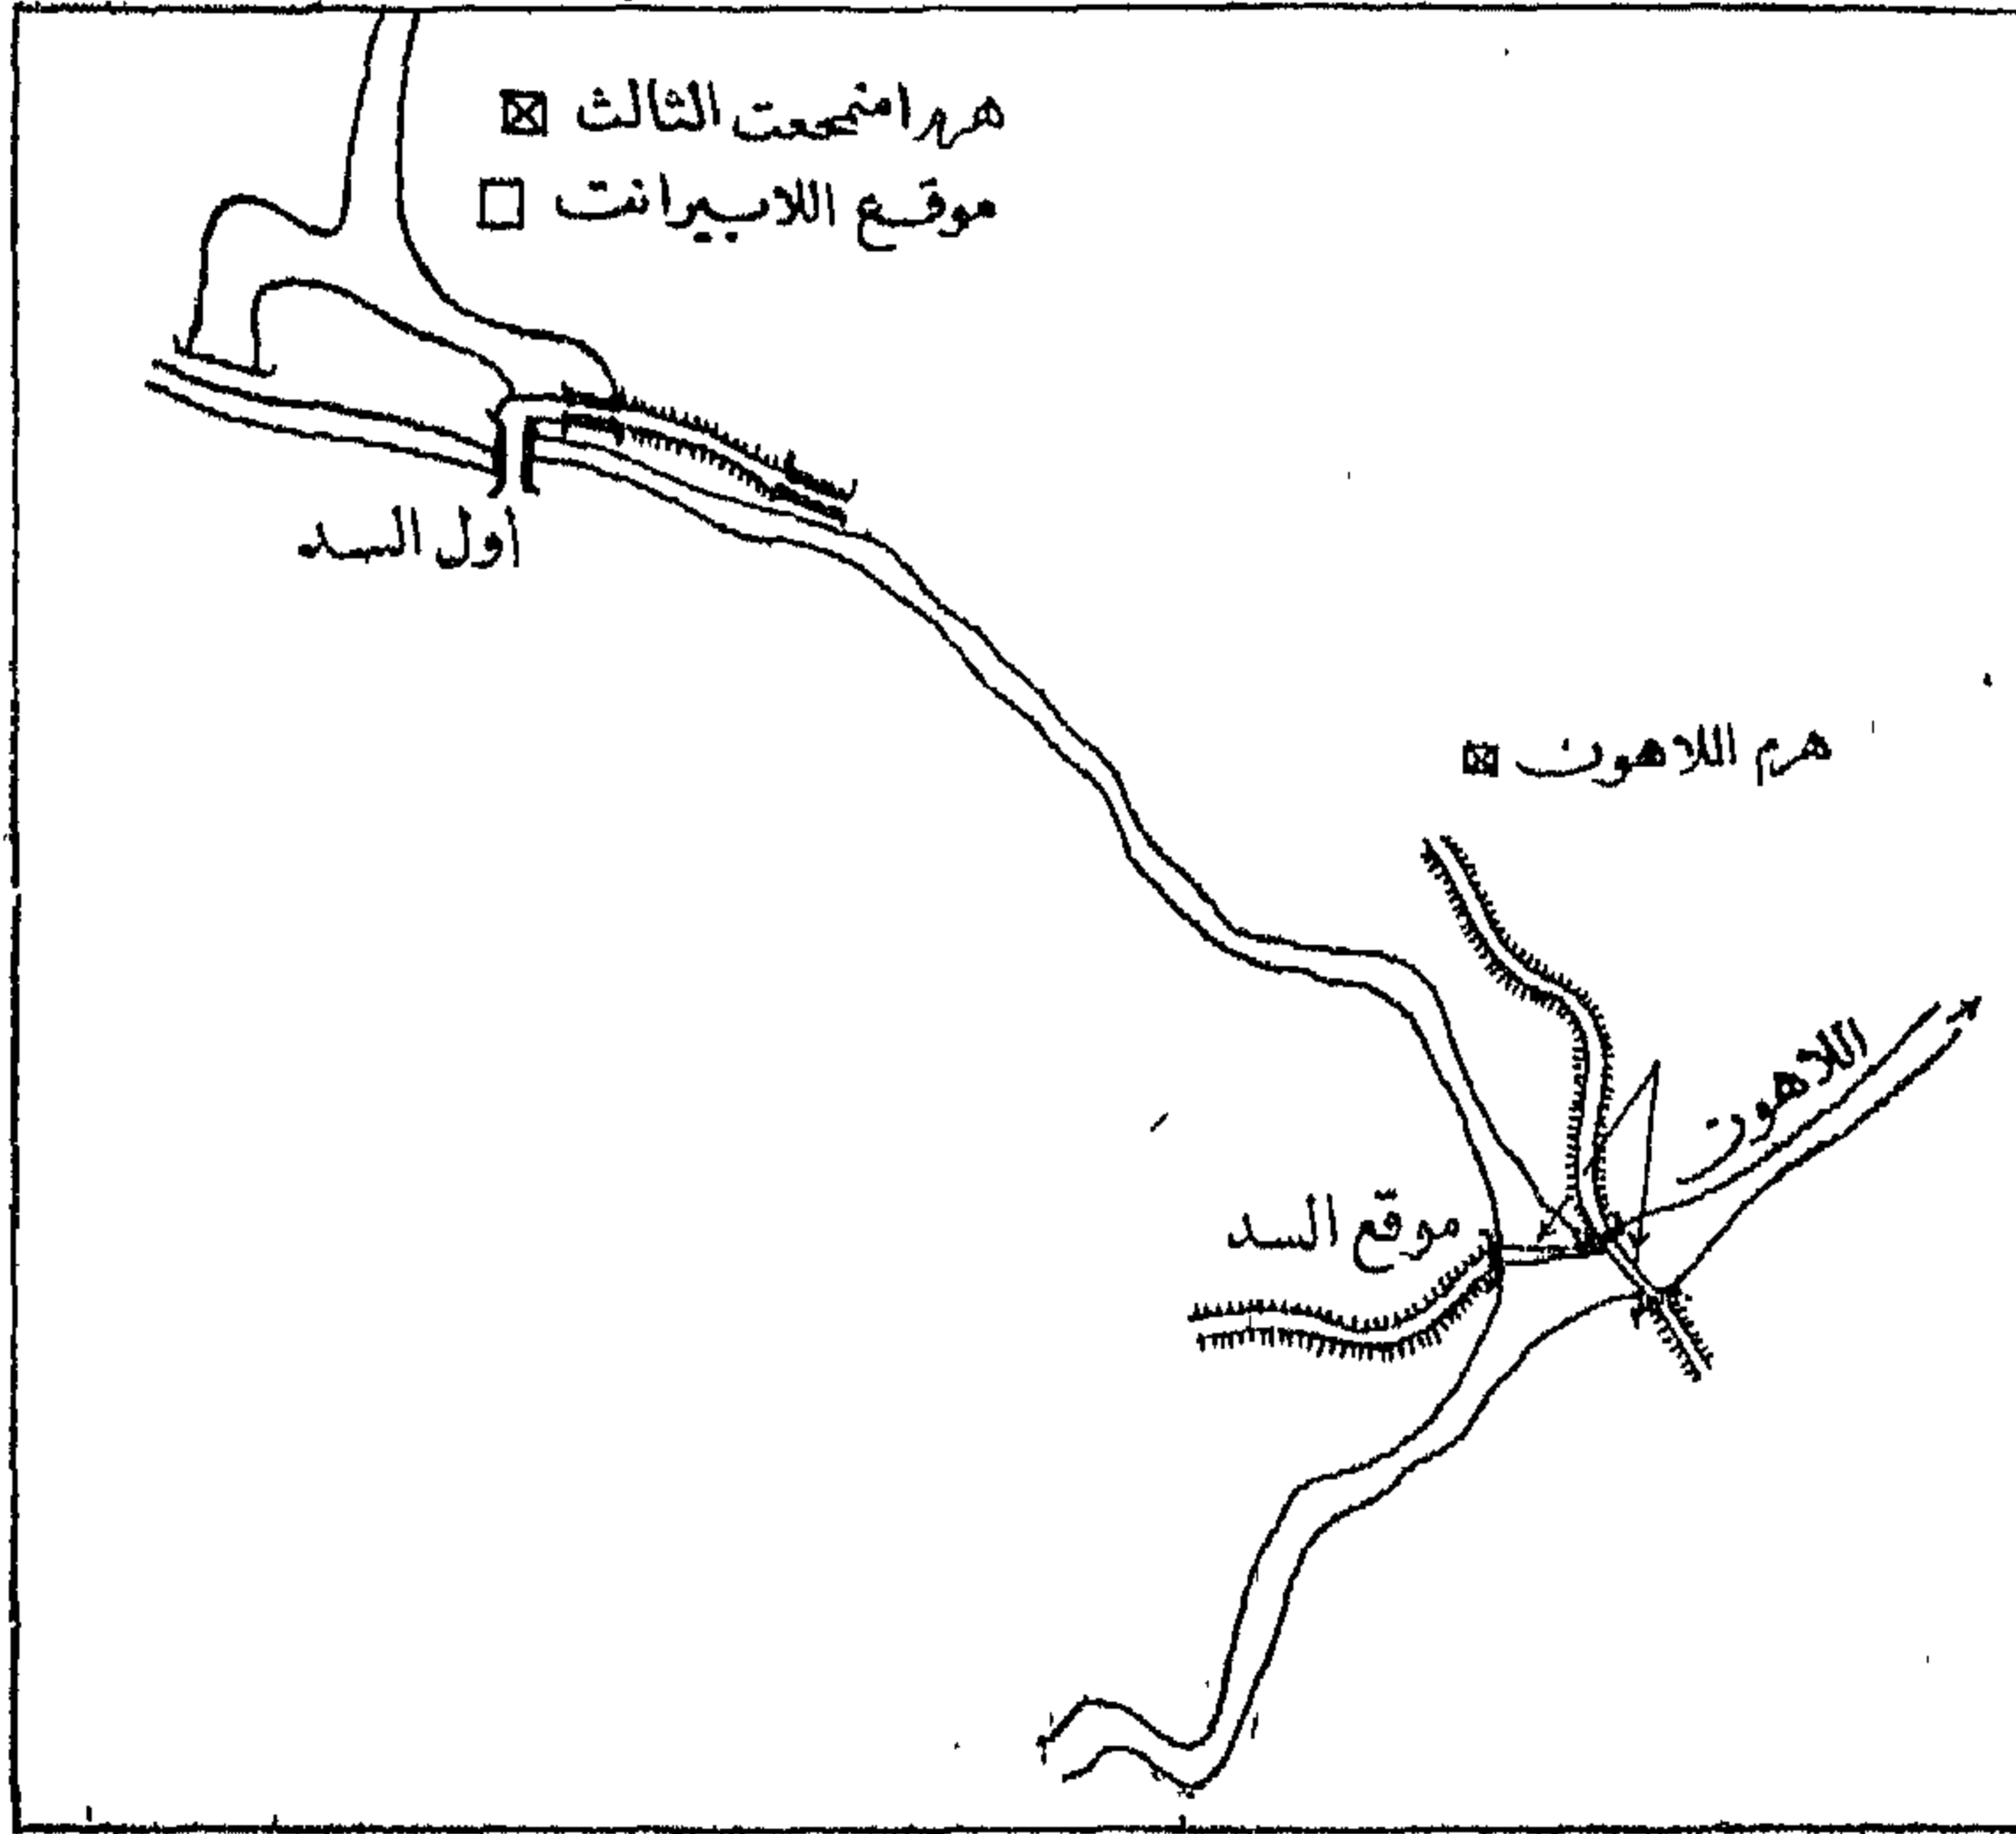 هرم امنمحعت الثالث
موقع اللابيرانت
أول السد
هرم اللاهون
اللاهون
موقع السد